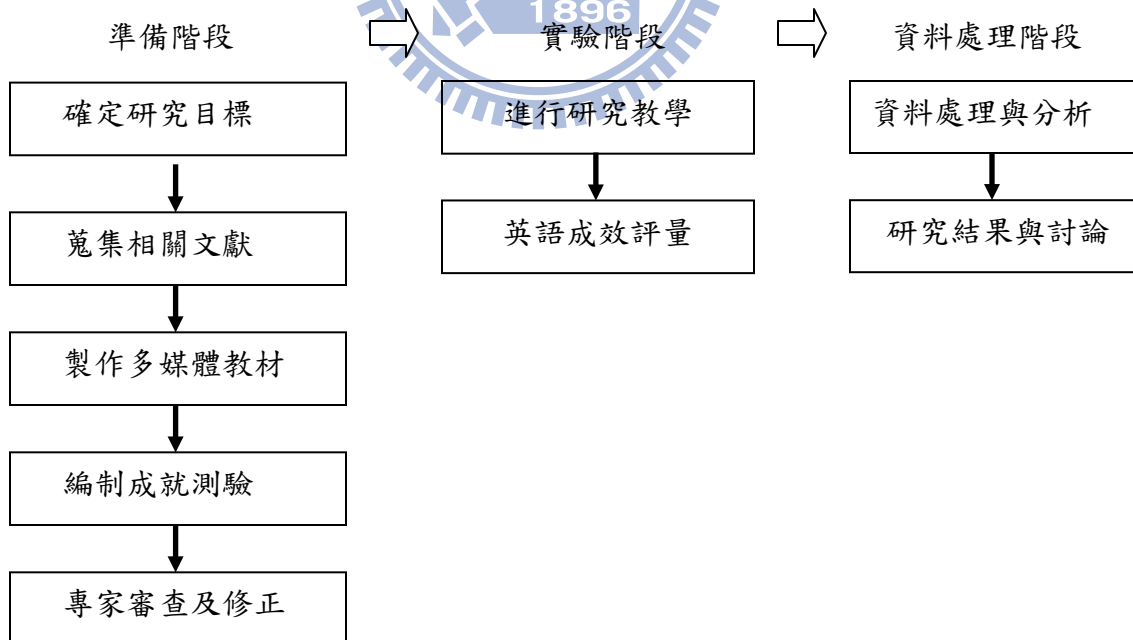 1896
準備階段
實驗階段
資料處理階段
確定研究目標
蒐集相關文獻
製作多媒體教材
編制成就測驗
專家審查及修正
進行研究教學
英語成效評量
資料處理與分析
研究結果與討論